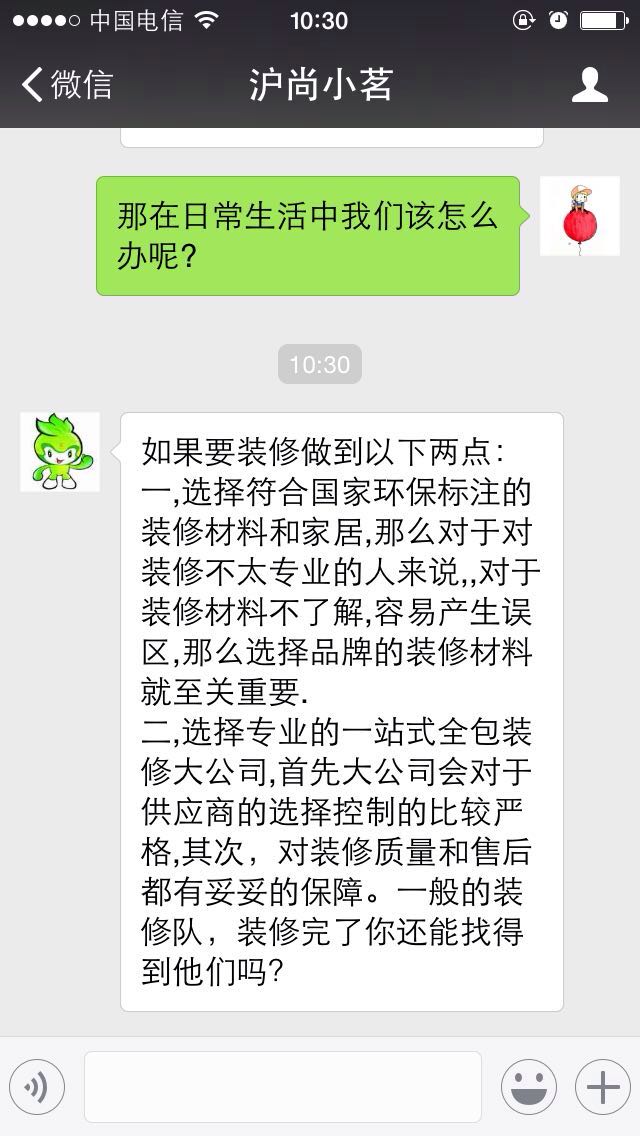 中国电信
10:30
微信
沪尚小茗
那在日常生活中我们该怎么
办呢?
10:30
如果要装修做到以下两点：
一,选择符合国家环保标注的
装修材料和家居,那么对于对
装修不太专业的人来说,,对于
装修材料不了解,容易产生误
区,那么选择品牌的装修材料
就至关重要.
二,选择专业的一站式全包装
修大公司,首先大公司会对于
供应商的选择控制的比较严
格,其次，对装修质量和售后
都有妥妥的保障。一般的装
修队，装修完了你还能找得
到他们吗?